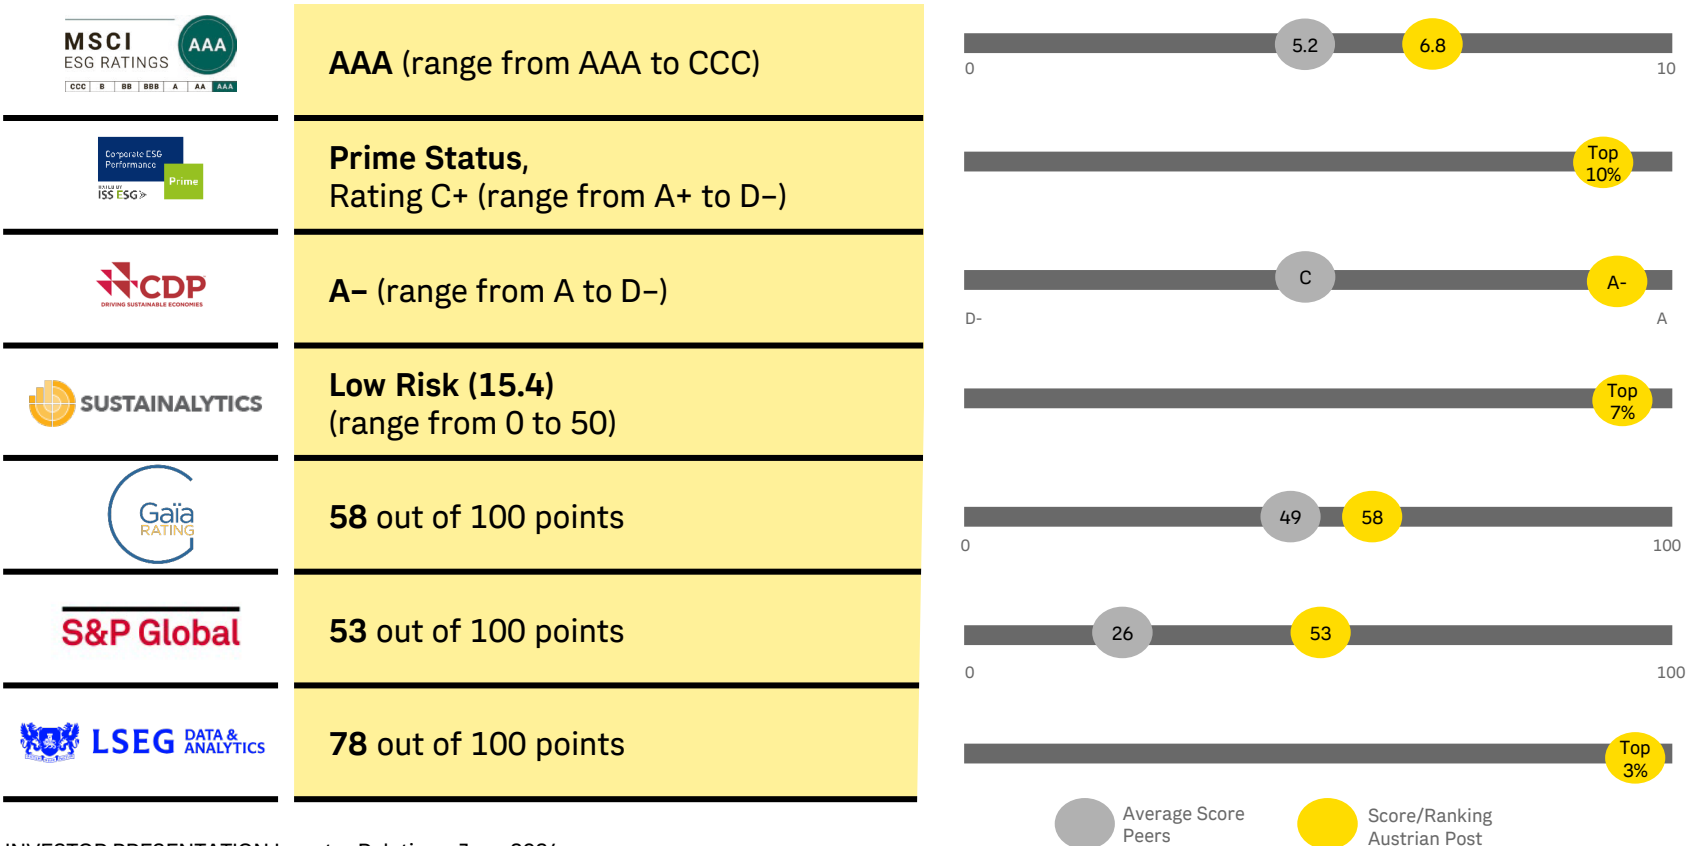 MSCI
ESG RATINGS
AAA
CCC B BB BBB A AA AAA
AAA (range from AAA to CCC)
5.2
6.8
0
10
Corporate ESG
Performance
RATED BY
ISS ESG
Prime
Prime Status,
Rating C+ (range from A+ to D–)
Top
10%
CDP
DRIVING SUSTAINABLE ECONOMIES
A– (range from A to D–)
C
A-
D-
A
SUSTAINALYTICS
Low Risk (15.4)
(range from 0 to 50)
Top
7%
Gaïa
RATING
58 out of 100 points
49
58
0
100
S&P Global
53 out of 100 points
26
53
0
100
LSEG DATA &
ANALYTICS
78 out of 100 points
Top
3%
Average Score
Peers
Score/Ranking
Austrian Post
INVESTOR PRESENTATION